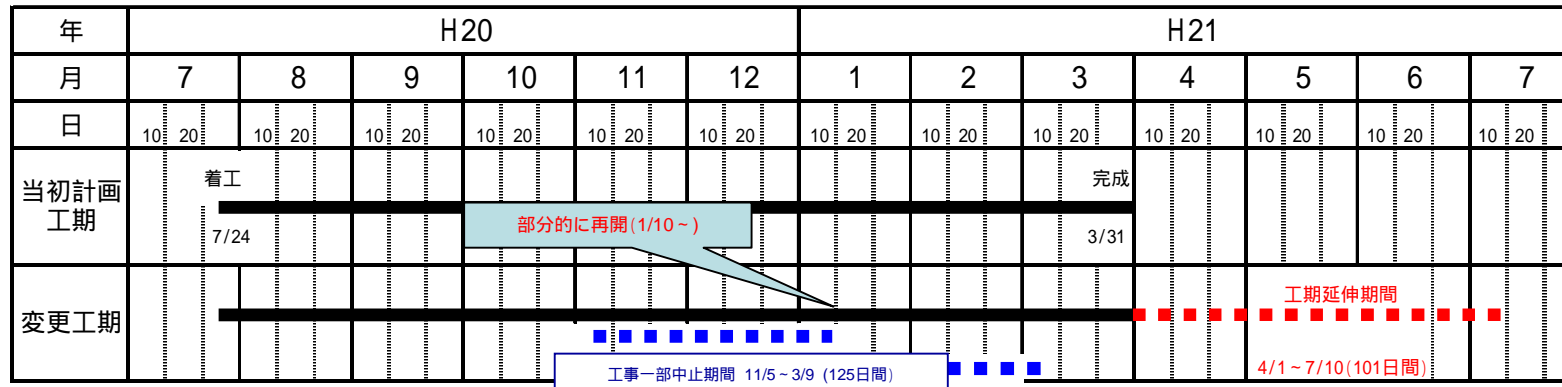 年 H20 H21
月 7 8 9 10 11 12 1 2 3 4 5 6 7
日 10 20 10 20 10 20 10 20 10 20 10 20 10 20 10 20 10 20 10 20 10 20 10 20 10 20
当初計画
工期
着工
完成
部分的に再開(1/10~)
7/24
3/31
変更工期
工期延伸期間
工事一部中止期間 11/5~3/9 (125日間)
4/1~7/10(101日間)